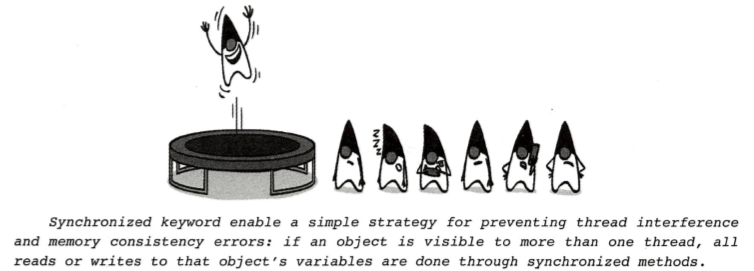 z
z
z
Synchronized keyword enable a simple strategy for preventing thread interference
and memory consistency errors: if an object is visible to more than one thread, all
reads or writes to that object's variables are done through synchronized methods.